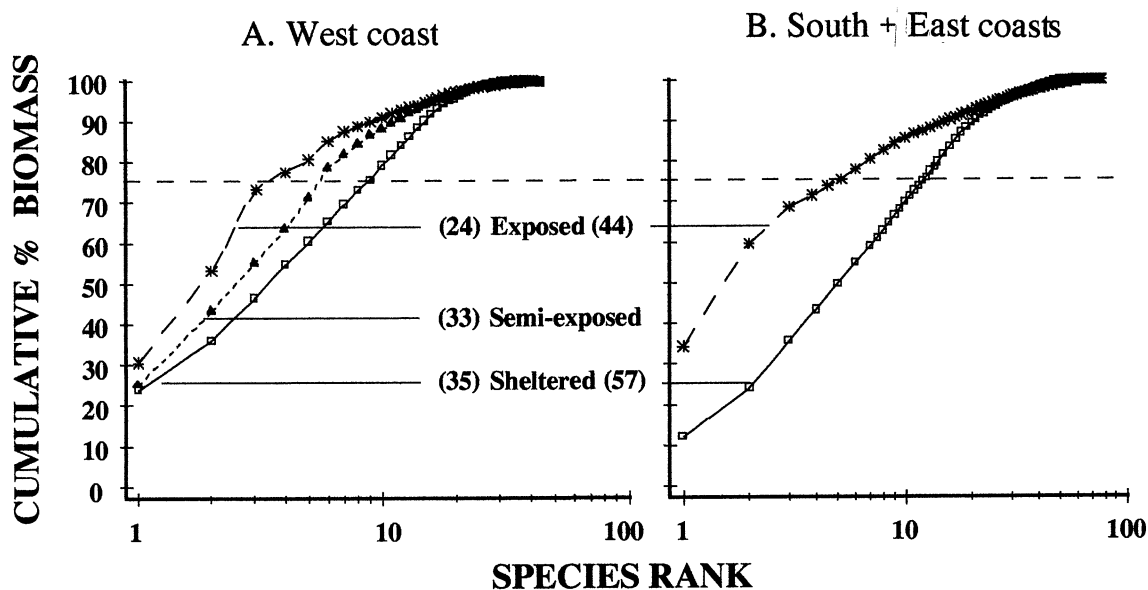 A. West coast
B. South + East coasts
CUMULATIVE % BIOMASS
100
90
80
70
60
50
40
30
20
10
0
(24) Exposed (44)
(33) Semi-exposed
(35) Sheltered (57)
1
10
100
1
10
100
SPECIES RANK